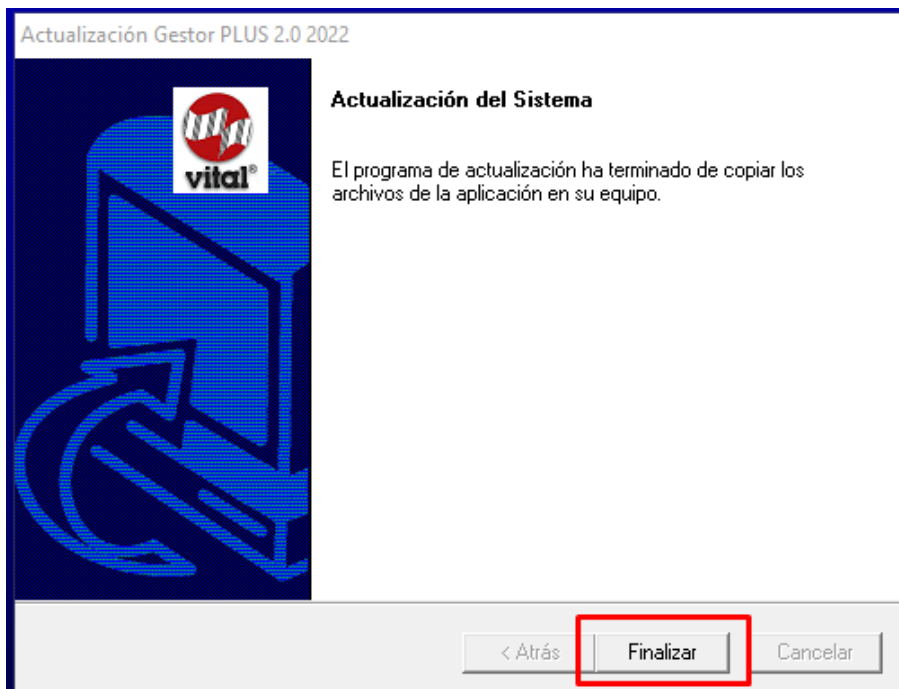 Actualización Gestor PLUS 2.0 2022
vital®
Actualización del Sistema
El programa de actualización ha terminado de copiar los
archivos de la aplicación en su equipo.
< Atrás
Finalizar
Cancelar